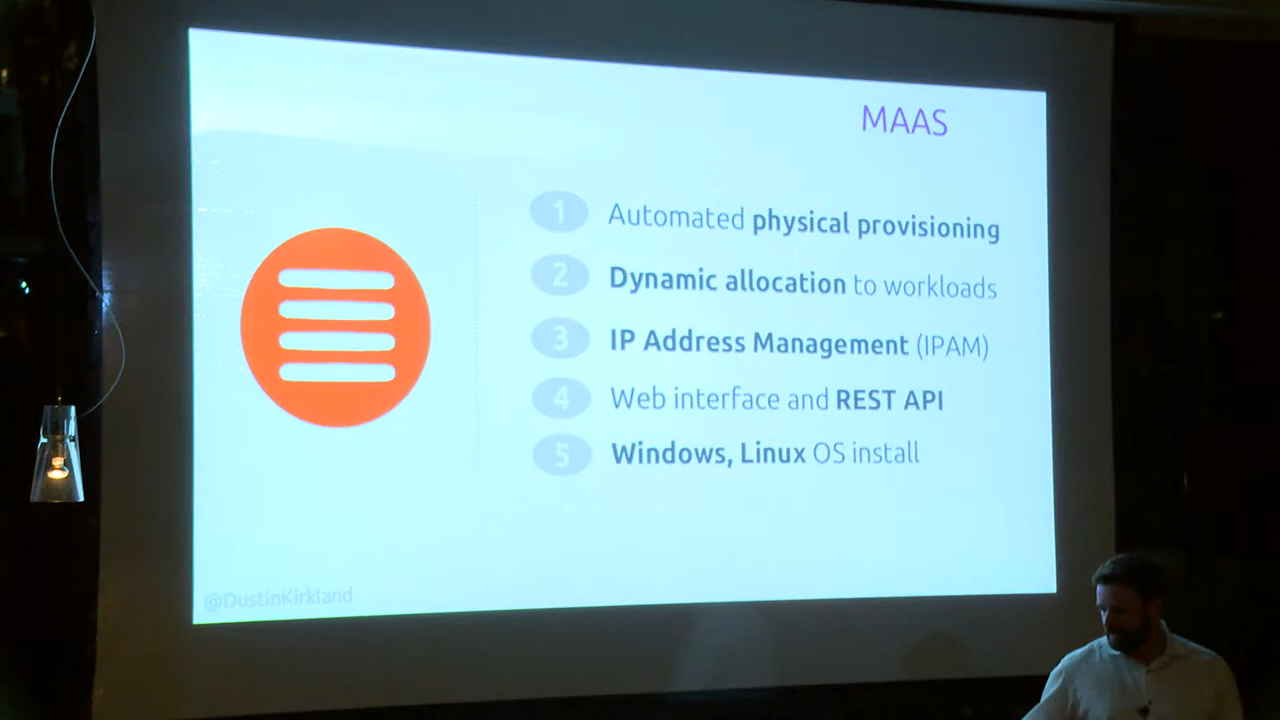 MAAS
1 Automated physical provisioning
2 Dynamic allocation to workloads
3 IP Address Management (IPAM)
4 Web interface and REST API
5 Windows, Linux OS install
@DustinKirkland